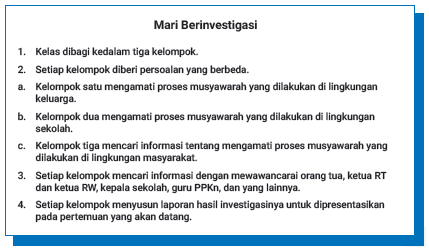 Mari Berinvestigasi
1. Kelas dibagi kedalam tiga kelompok.
2. Setiap kelompok diberi persoalan yang berbeda.
a. Kelompok satu mengamati proses musyawarah yang dilakukan di lingkungan
keluarga.
b. Kelompok dua mengamati proses musyawarah yang dilakukan di lingkungan
sekolah.
c. Kelompok tiga mencari informasi tentang mengamati proses musyawarah yang
dilakukan di lingkungan masyarakat.
3. Setiap kelompok mencari informasi dengan mewawancarai orang tua, ketua RT
dan ketua RW, kepala sekolah, guru PPKn, dan yang lainnya.
4. Setiap kelompok menyusun laporan hasil investigasinya untuk dipresentasikan
pada pertemuan yang akan datang.